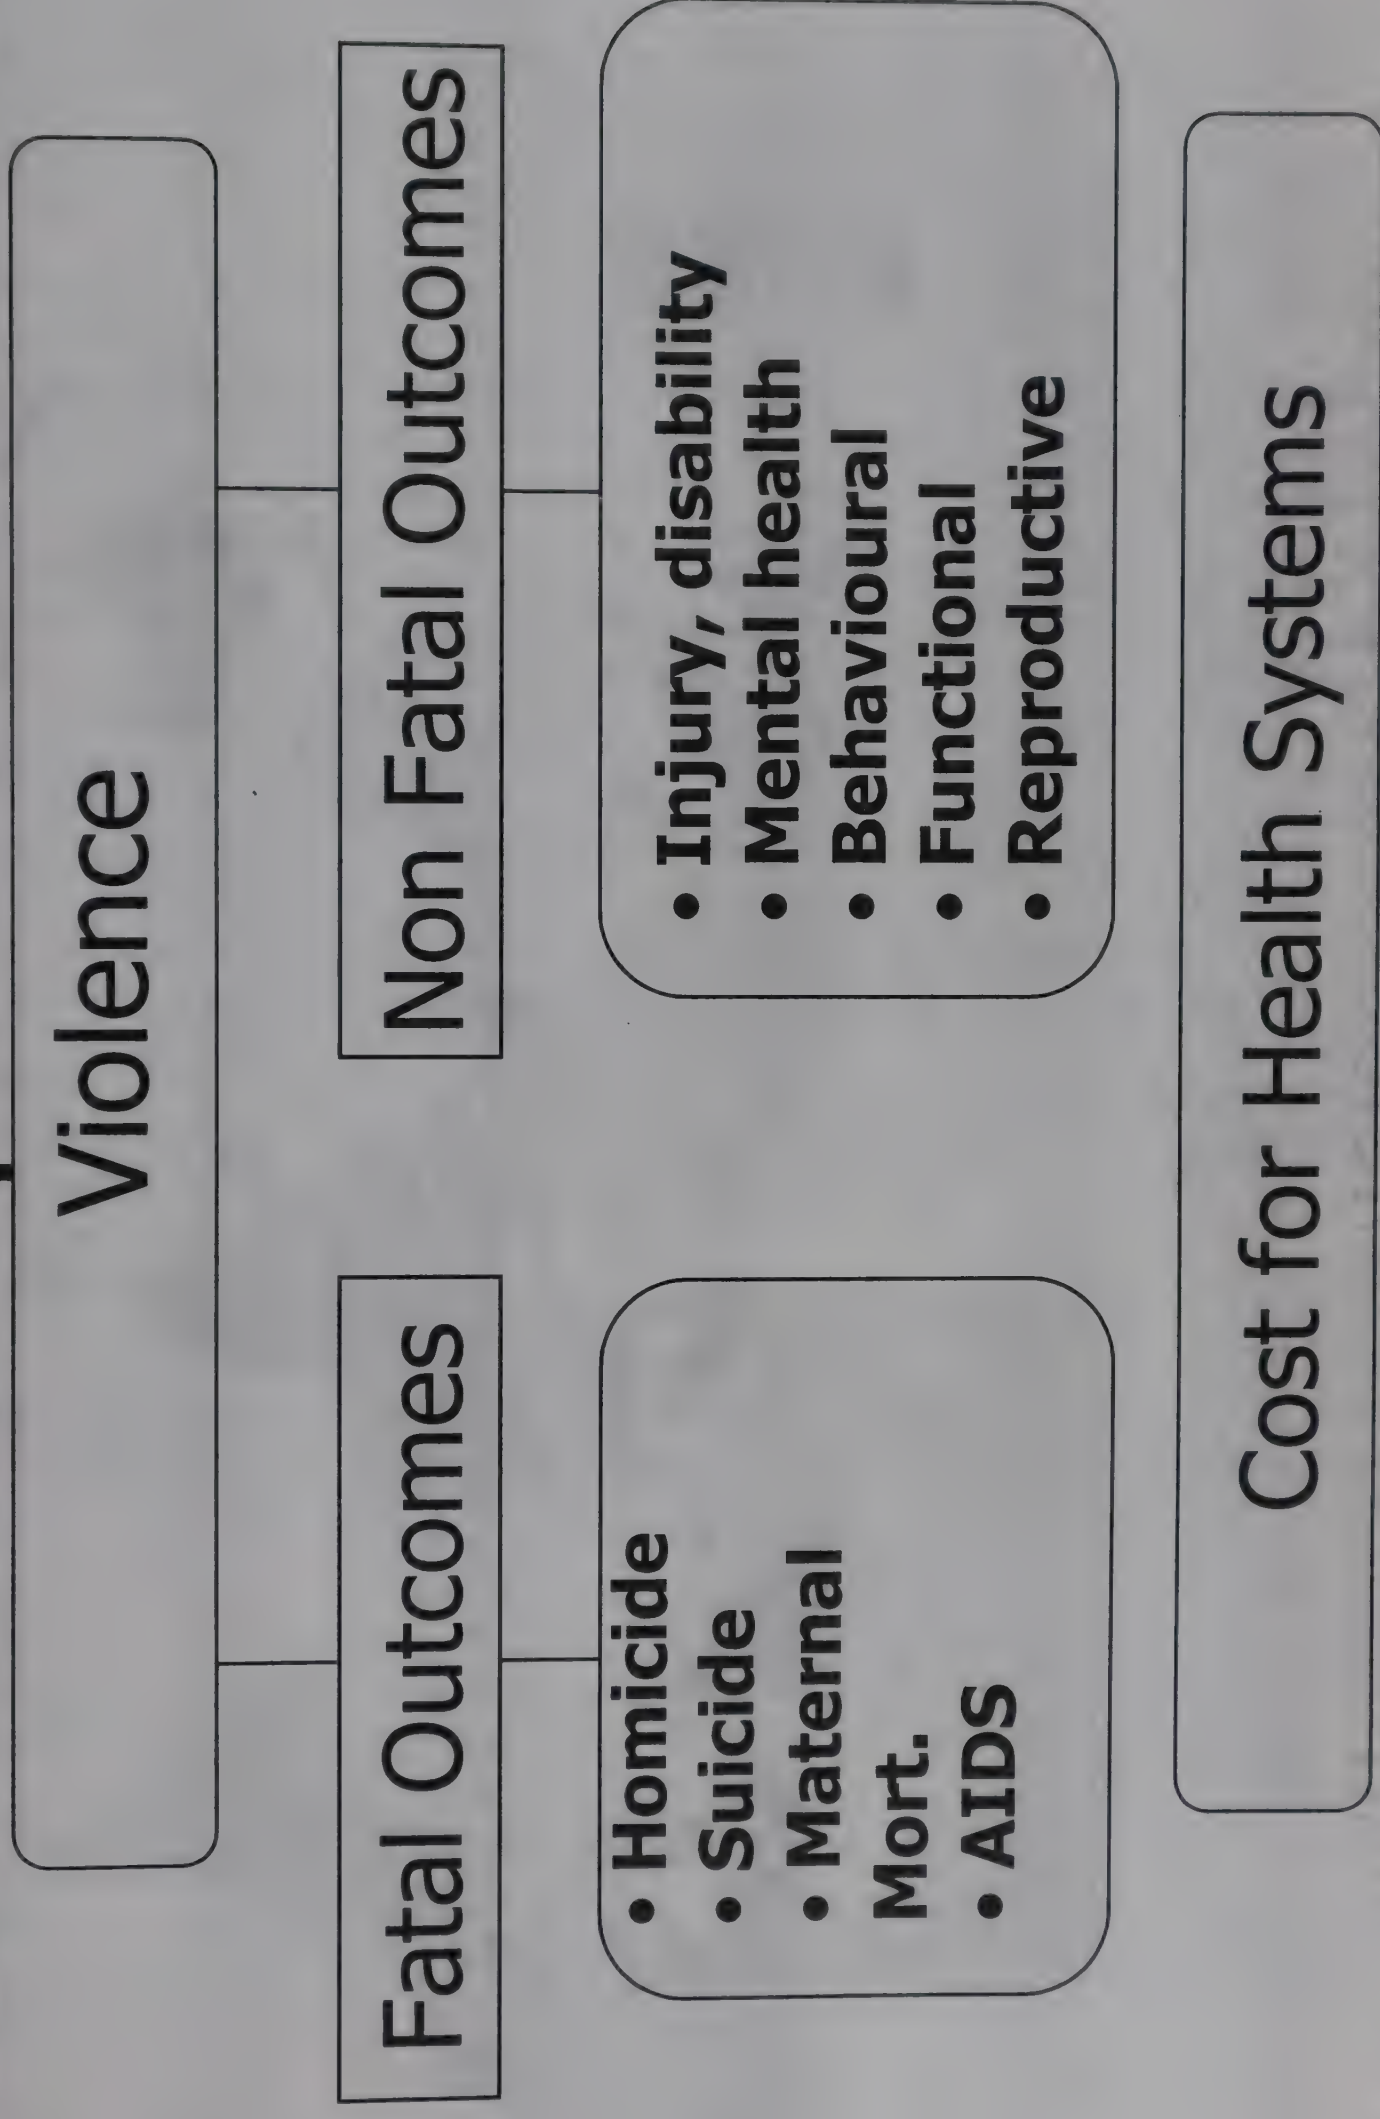 Violence
Fatal Outcomes
• Homicide
• Suicide
• Maternal
Mort.
• AIDS
Non Fatal Outcomes
• Injury, disability
• Mental health
• Behavioural
• Functional
• Reproductive
Cost for Health Systems